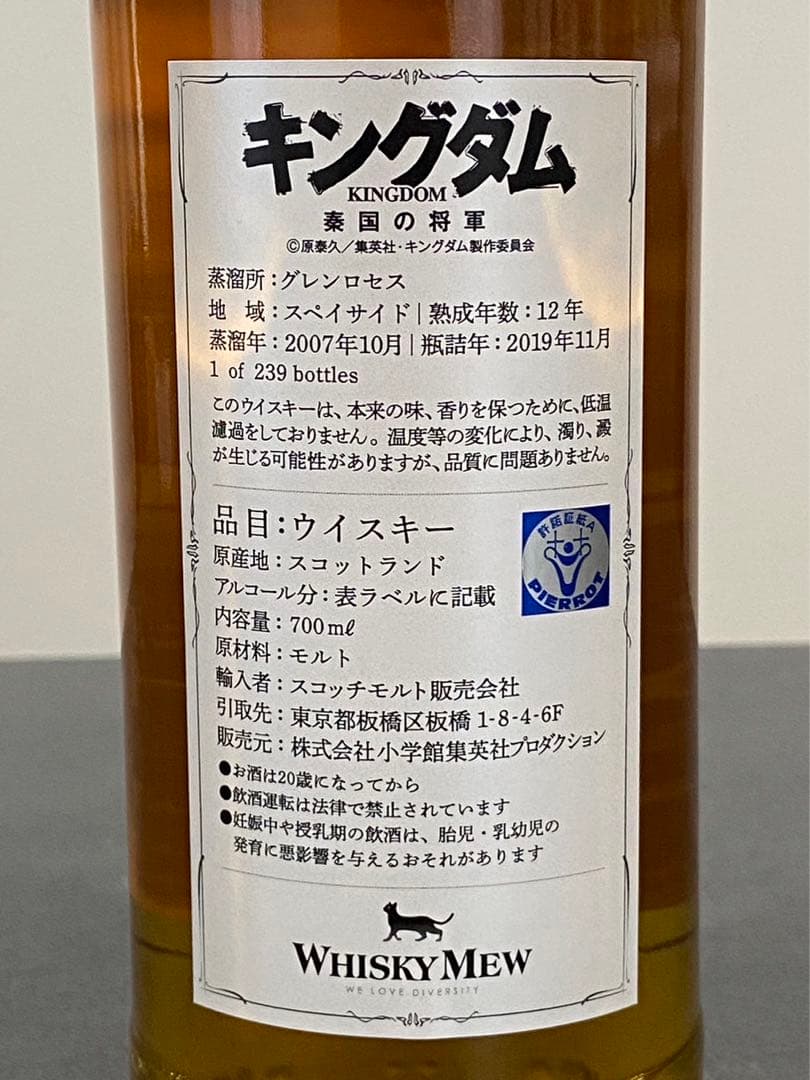 キングダム
KINGDOM
秦国の将軍
©原泰久／集英社・キングダム製作委員会
蒸溜所：グレンロセス
地　域：スペイサイド | 熟成年数：12年
蒸溜年：2007年10月 | 瓶詰年：2019年11月
1 of 239 bottles
このウイスキーは、本来の味、香りを保つために、低温
濾過をしておりません。温度等の変化により、濁り、澱
が生じる可能性がありますが、品質に問題ありません。
品目：ウイスキー
原産地：スコットランド
アルコール分：表ラベルに記載
内容量：700mℓ
原材料：モルト
輸入者：スコッチモルト販売会社
引取先：東京都板橋区板橋 1-8-4-6F
販売元：株式会社小学館集英社プロダクション
許諾証紙A
PIERROT
●お酒は20歳になってから
●飲酒運転は法律で禁止されています
●妊娠中や授乳期の飲酒は、胎児・乳幼児の
発育に悪影響を与えるおそれがあります
WHISKY MEW
WE LOVE DIVERSITY